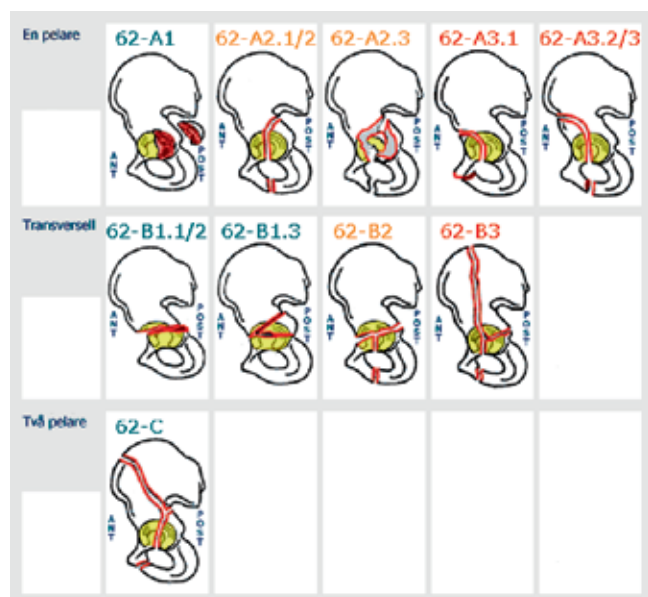 En pelare
62-A1
62-A2.1/2
62-A2.3
62-A3.1
62-A3.2/3
ANT
POST
ANT
POST
ANT
POST
ANT
POST
ANT
POST
Transversell
62-B1.1/2
62-B1.3
62-B2
62-B3
ANT
POST
ANT
POST
ANT
POST
ANT
POST
Två pelare
62-C
ANT
POST